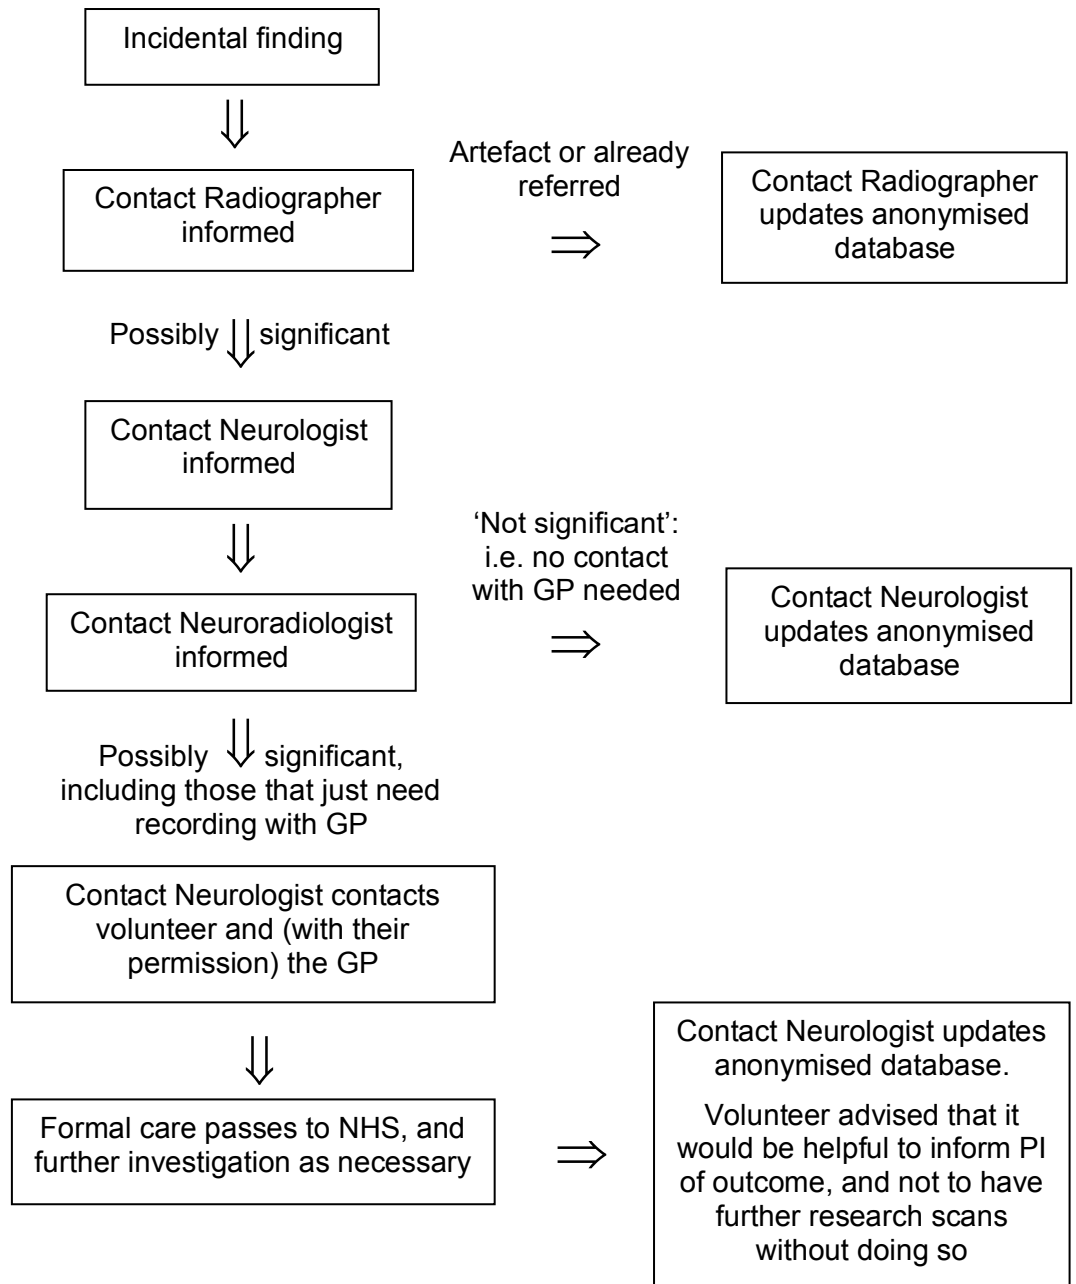 Incidental finding
Contact Radiographer
informed
Artefact or already
referred
Contact Radiographer
updates anonymised
database
Possibly significant
Contact Neurologist
informed
‘Not significant’:
i.e. no contact
with GP needed
Contact Neuroradiologist
informed
Contact Neurologist
updates anonymised
database
Possibly significant,
including those that just need
recording with GP
Contact Neurologist contacts
volunteer and (with their
permission) the GP
Formal care passes to NHS, and
further investigation as necessary
Contact Neurologist updates
anonymised database.
Volunteer advised that it
would be helpful to inform PI
of outcome, and not to have
further research scans
without doing so